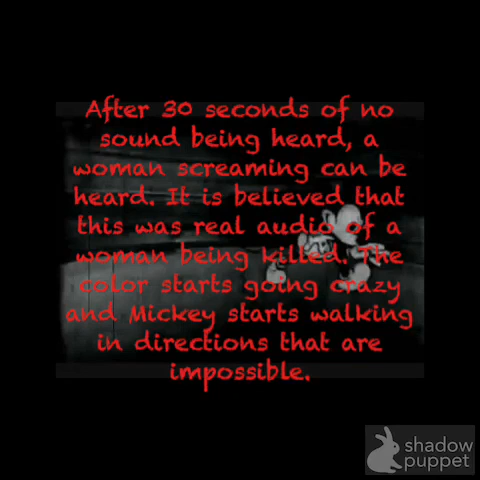 After 30 seconds of no
sound being heard, a
woman screaming can be
heard. It is believed that
this was real audio of a
woman being killed. The
color starts going crazy
and Mickey starts walking
in directions that are
impossible.
shadow
puppet